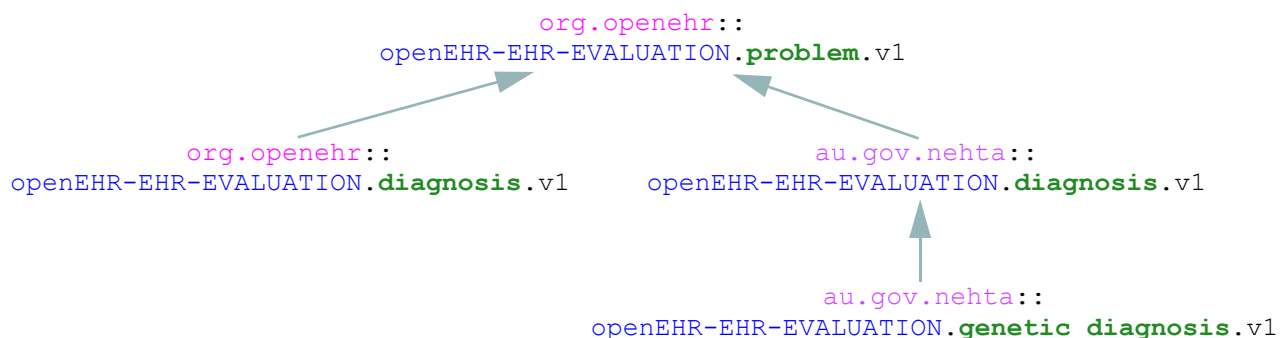 org.openehr::
openEHR-EHR-EVALUATION.problem.v1
org.openehr::
openEHR-EHR-EVALUATION.diagnosis.v1
au.gov.nehta::
openEHR-EHR-EVALUATION.diagnosis.v1
au.gov.nehta::
openEHR-EHR-EVALUATION.genetic_diagnosis.v1